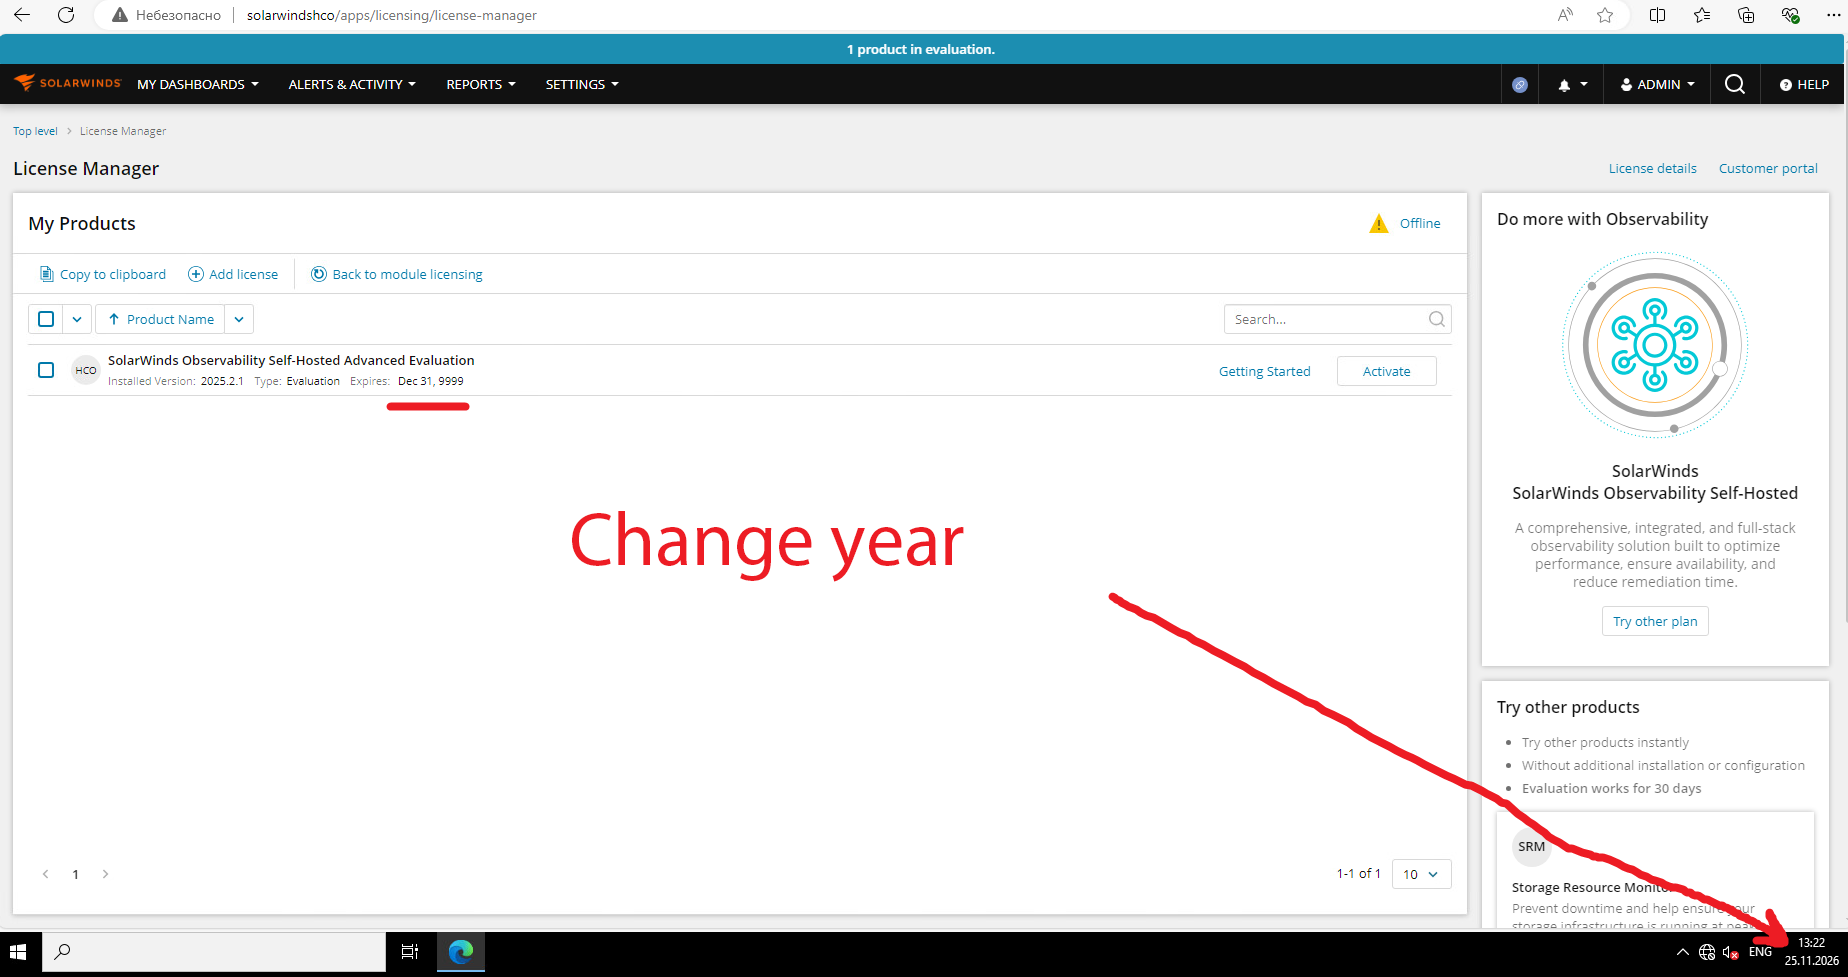 Небезопасно
solarwindshco/apps/licensing/license-manager
1 product in evaluation.
SOLARWINDS
MY DASHBOARDS
ALERTS & ACTIVITY
REPORTS
SETTINGS
ADMIN
HELP
Top level > License Manager
License Manager
License details
Customer portal
My Products
Offline
Copy to clipboard
Add license
Back to module licensing
Product Name
Search...
HCO
SolarWinds Observability Self-Hosted Advanced Evaluation
Installed Version: 2025.2.1 Type: Evaluation Expires: Dec 31, 9999
Getting Started
Activate
Change year
1
1-1 of 1
10
Do more with Observability
SolarWinds
SolarWinds Observability Self-Hosted
A comprehensive, integrated, and full-stack
observability solution built to optimize
performance, ensure availability, and
reduce remediation time.
Try other plan
Try other products
Try other products instantly
Without additional installation or configuration
Evaluation works for 30 days
SRM
Storage Resource Monitor
Prevent downtime and help ensure your
storage infrastructure is running at peak
ENG
13:22
25.11.2026